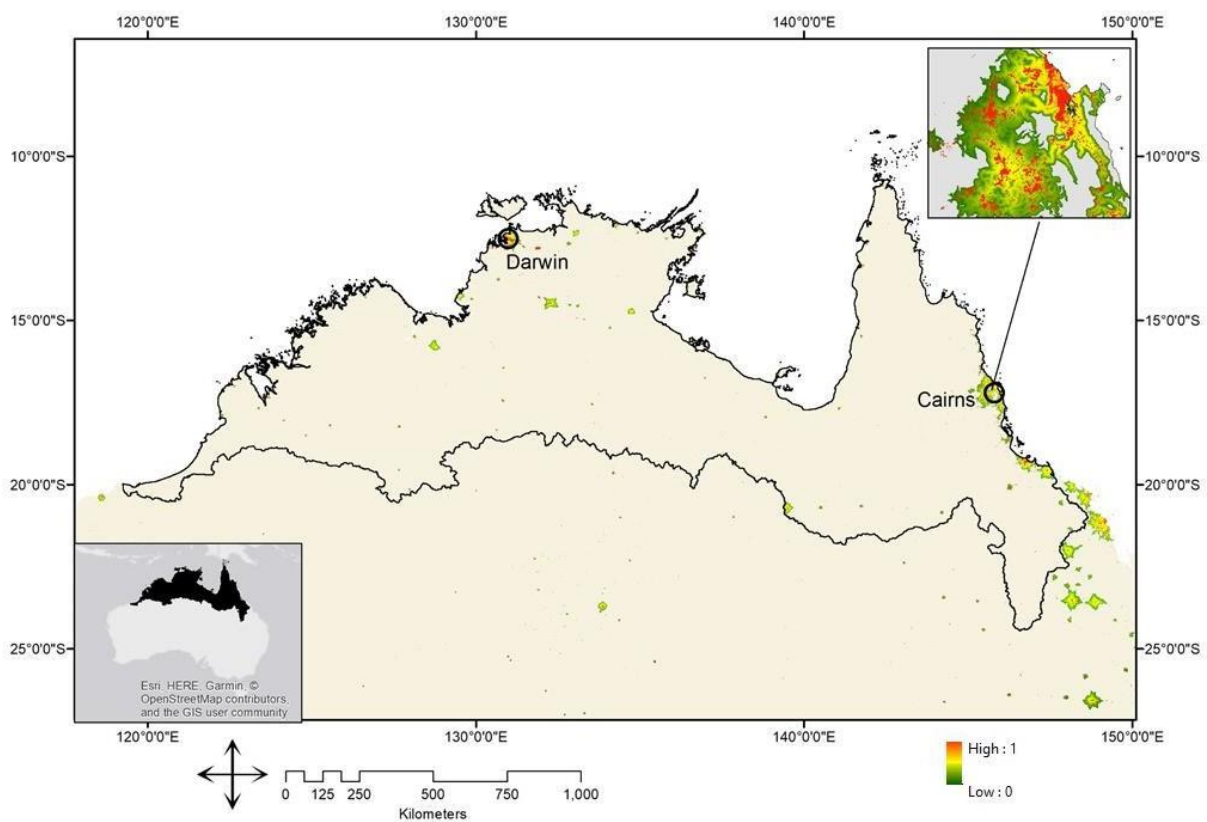 120°0'0"E 130°0'0"E 140°0'0"E 150°0'0"E
10°0'0"S 10°0'0"S
Darwin
15°0'0"S 15°0'0"S
Cairns
20°0'0"S 20°0'0"S
25°0'0"S 25°0'0"S
Esri, HERE, Garmin, ©
OpenStreetMap contributors,
and the GIS user community
120°0'0"E 130°0'0"E 140°0'0"E 150°0'0"E
High : 1
Low : 0
0 125 250 500 750 1,000
Kilometers